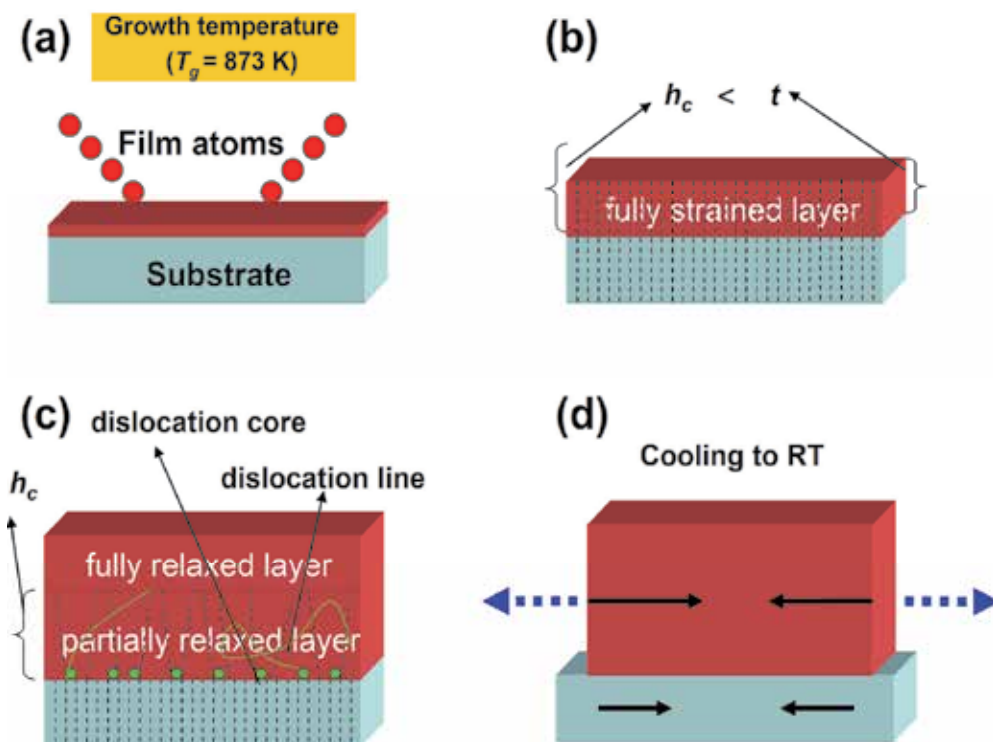 (a)
Growth temperature
(Tg = 873 K)
Film atoms
Substrate
(b)
hc < t
fully strained layer
(c)
dislocation core
dislocation line
hc
fully relaxed layer
partially relaxed layer
(d)
Cooling to RT